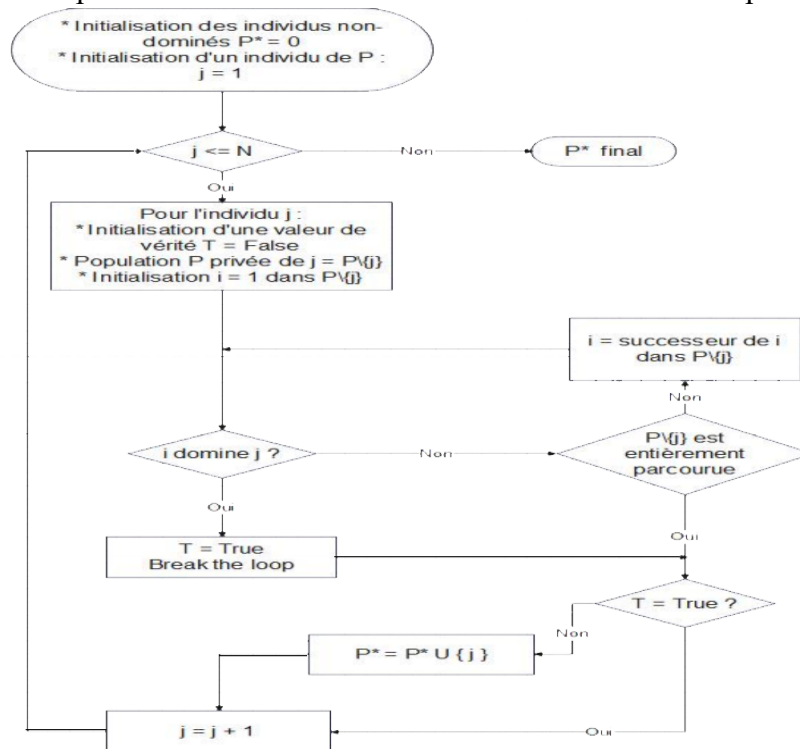 * Initialisation des individus non-
dominés P* = 0
* Initialisation d'un individu de P :
j = 1
j <= N
Non
P* final
Oui
Pour l'individu j :
* Initialisation d'une valeur de
vérité T = False
* Population P privée de j = P\{j}
* Initialisation i = 1 dans P\{j}
i = successeur de i
dans P\{j}
Non
i domine j ?
Non
P\{j} est
entièrement
parcourue
Oui
Oui
T = True
Break the loop
T = True ?
Non
P* = P* U { j }
j = j + 1
Oui